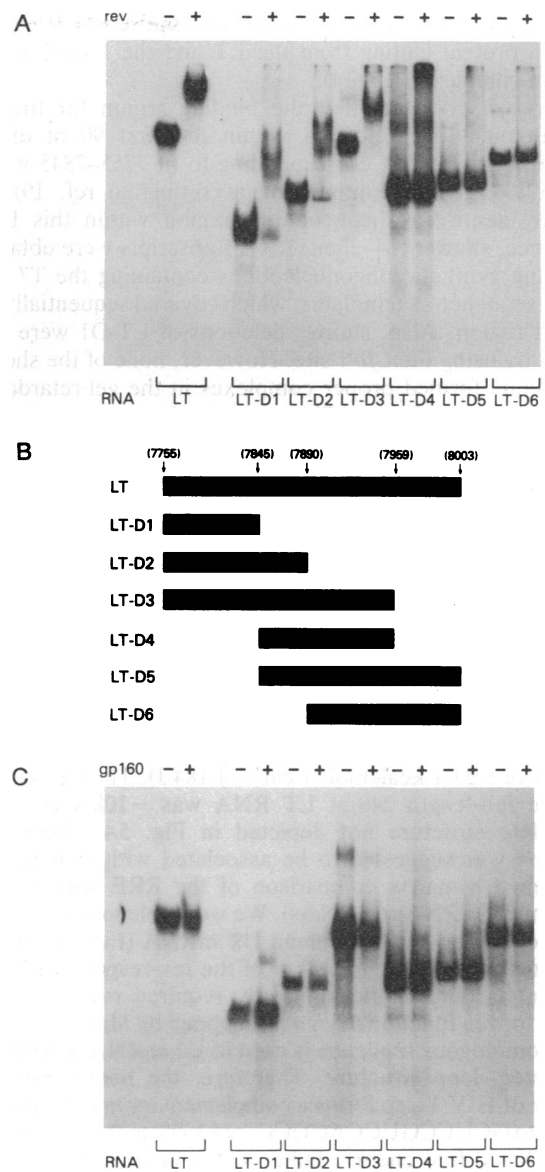 A
rev − + − + − + − + − + − + − +
RNA LT LT-D1 LT-D2 LT-D3 LT-D4 LT-D5 LT-D6
B
(7755) (7845) (7890) (7959) (8003)
LT
LT-D1
LT-D2
LT-D3
LT-D4
LT-D5
LT-D6
C
gp160 − + − + − + − + − + − + − +
RNA LT LT-D1 LT-D2 LT-D3 LT-D4 LT-D5 LT-D6